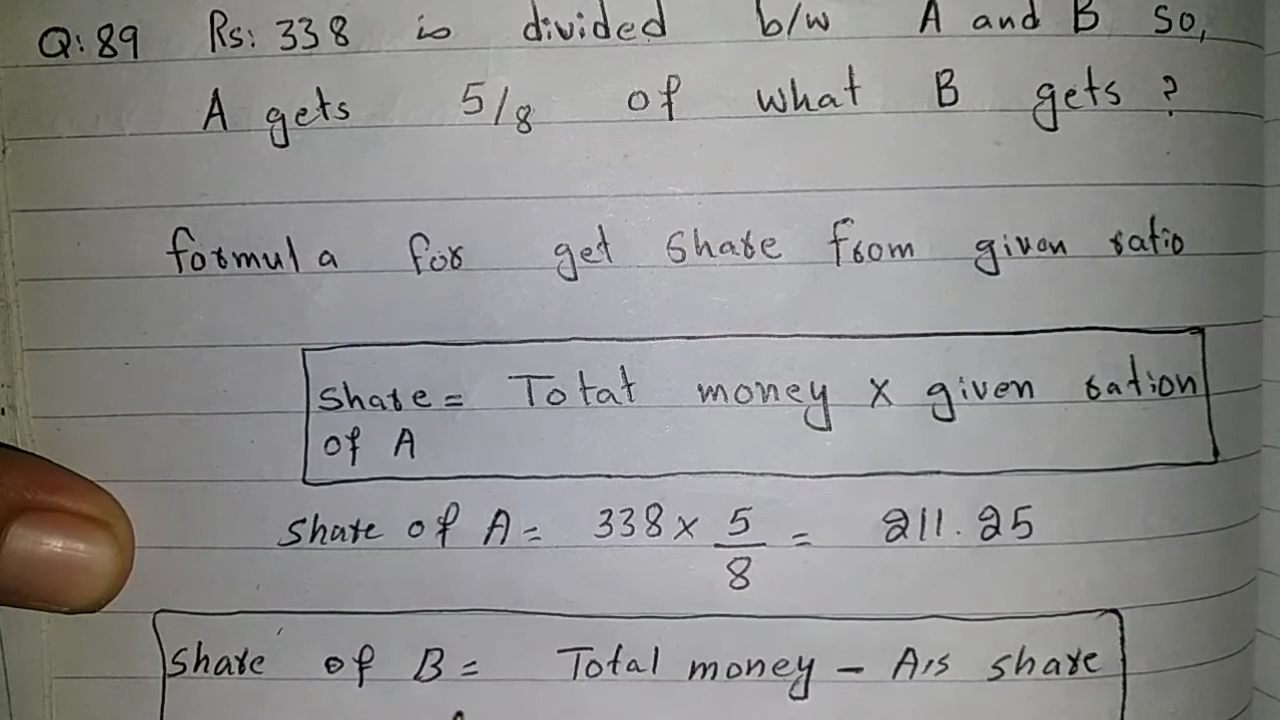 Q:89 Rs: 338 is divided b/w A and B so,
A gets 5/8 of what B gets ?
formula for get share from given ratio
share = Totat money x given ration
of A
share of A = 338 x 5/8 = 211.25
share of B = Total money - A's share